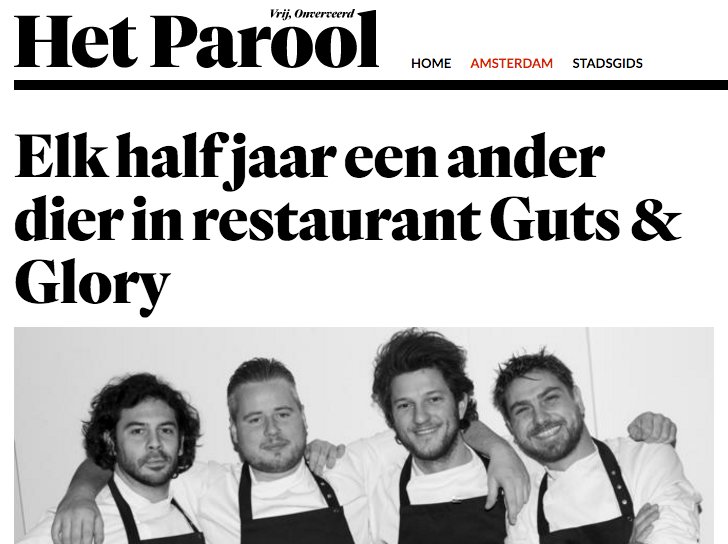 Vrij, Onverveerd
Het Parool
HOME AMSTERDAM STADSGIDS
Elk half jaar een ander
dier in restaurant Guts &
Glory